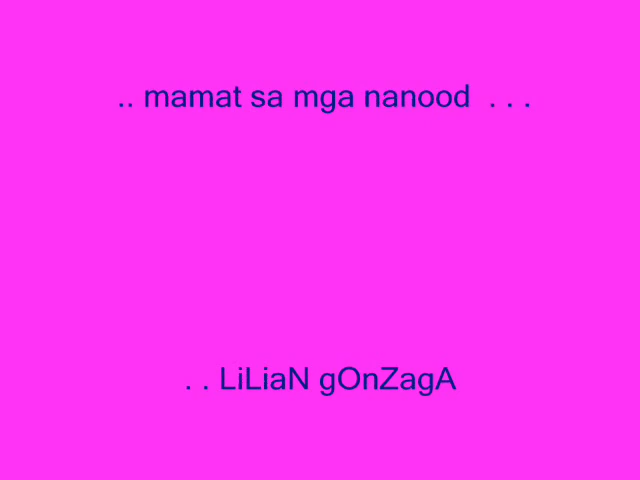 .. mamat sa mga nanood  . . .
. . LiLiaN gOnZagA